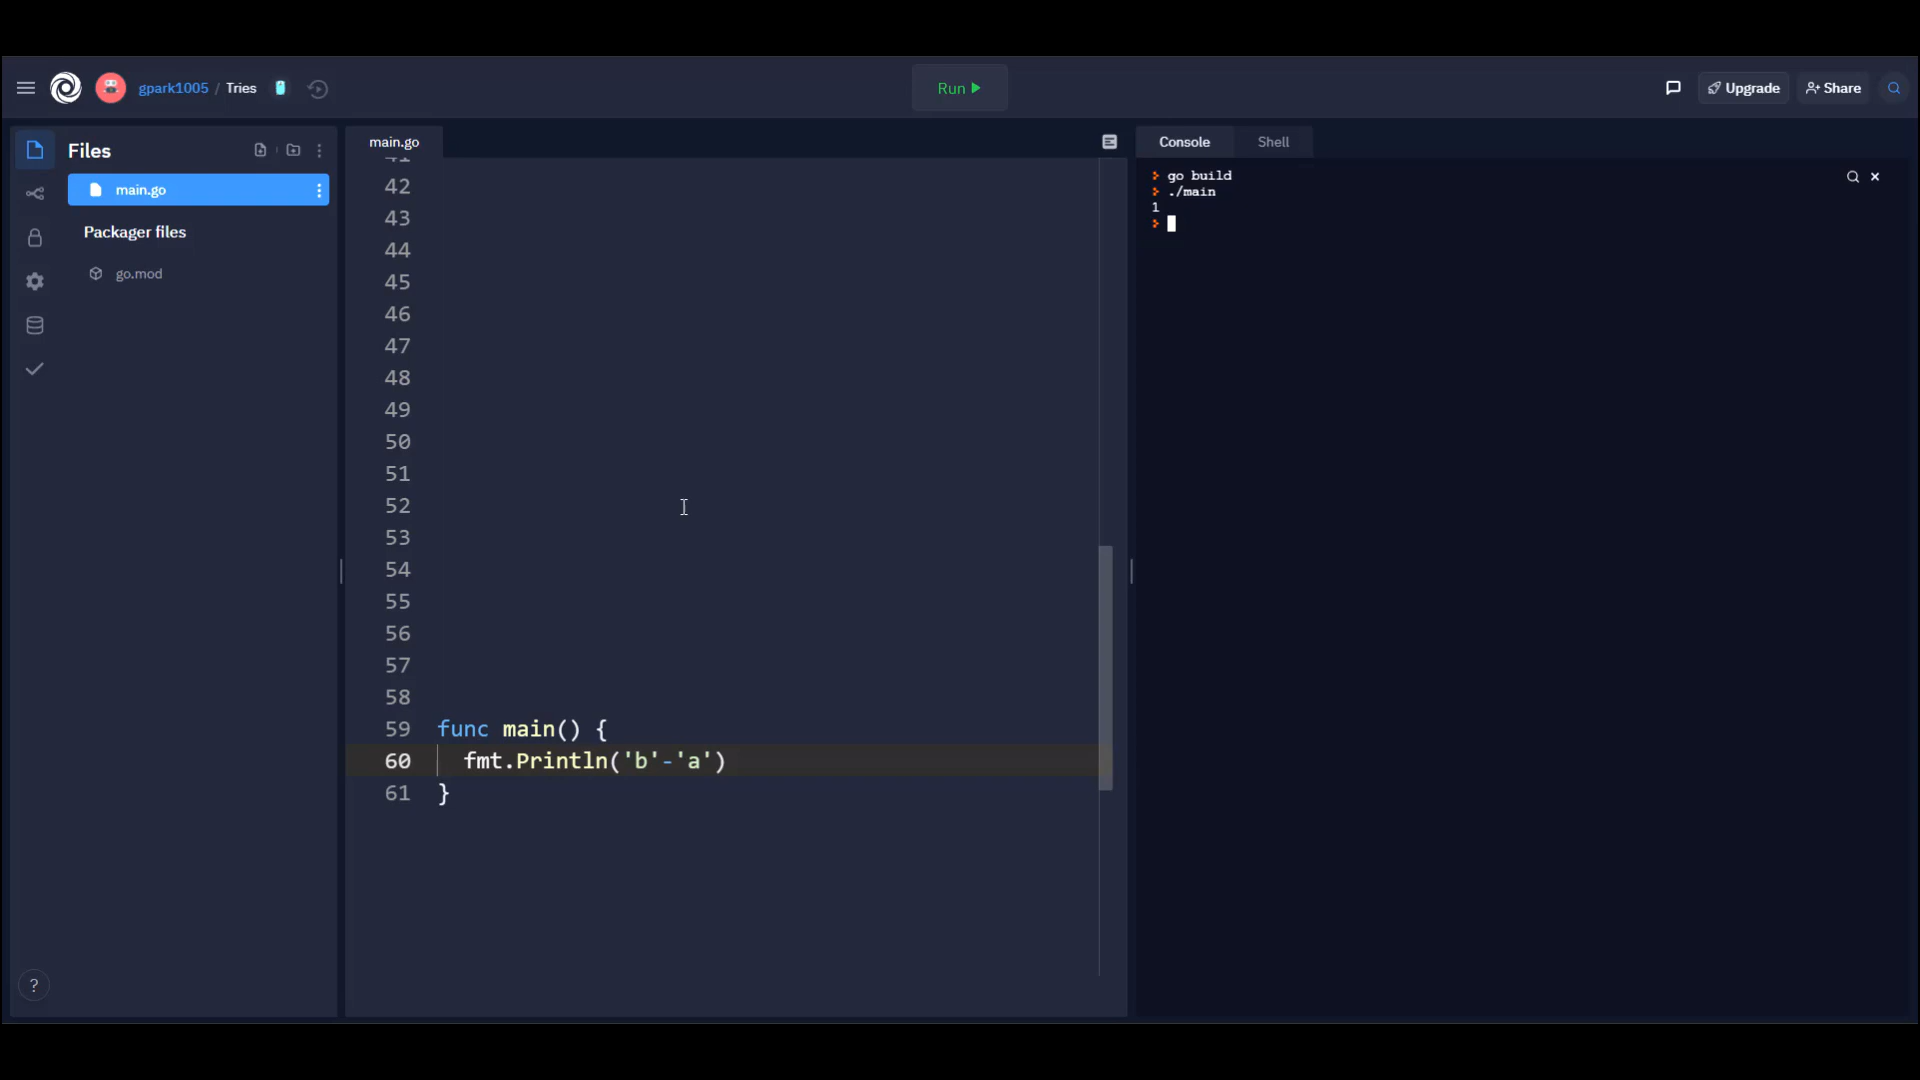 gpark1005 / Tries
Run
Upgrade
Share
Files
main.go
Packager files
go.mod
?
main.go
41
42
43
44
45
46
47
48
49
50
51
52
53
54
55
56
57
58
59 func main() {
60 fmt.Println('b'-'a')
61 }
Console
Shell
go build
./main
1